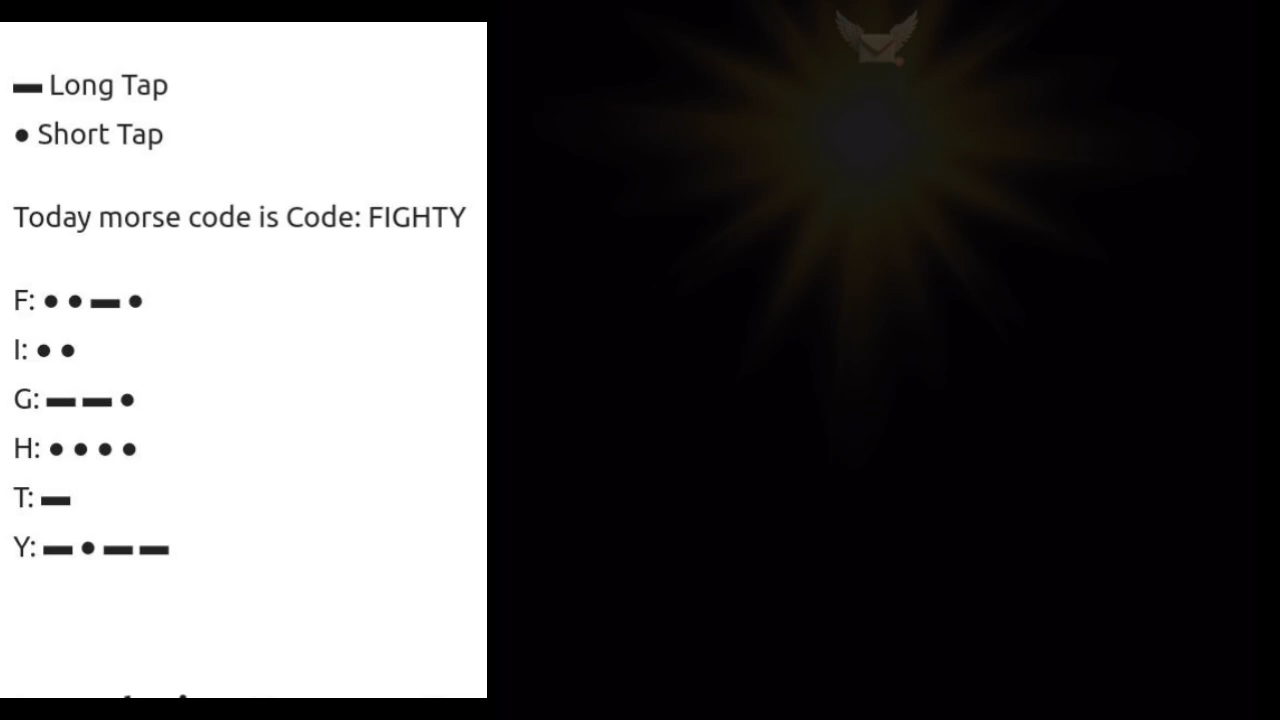 ▬ Long Tap
● Short Tap
Today morse code is Code: FIGHTY
F: ● ● ▬ ●
I: ● ●
G: ▬ ▬ ●
H: ● ● ● ●
T: ▬
Y: ▬ ● ▬ ▬